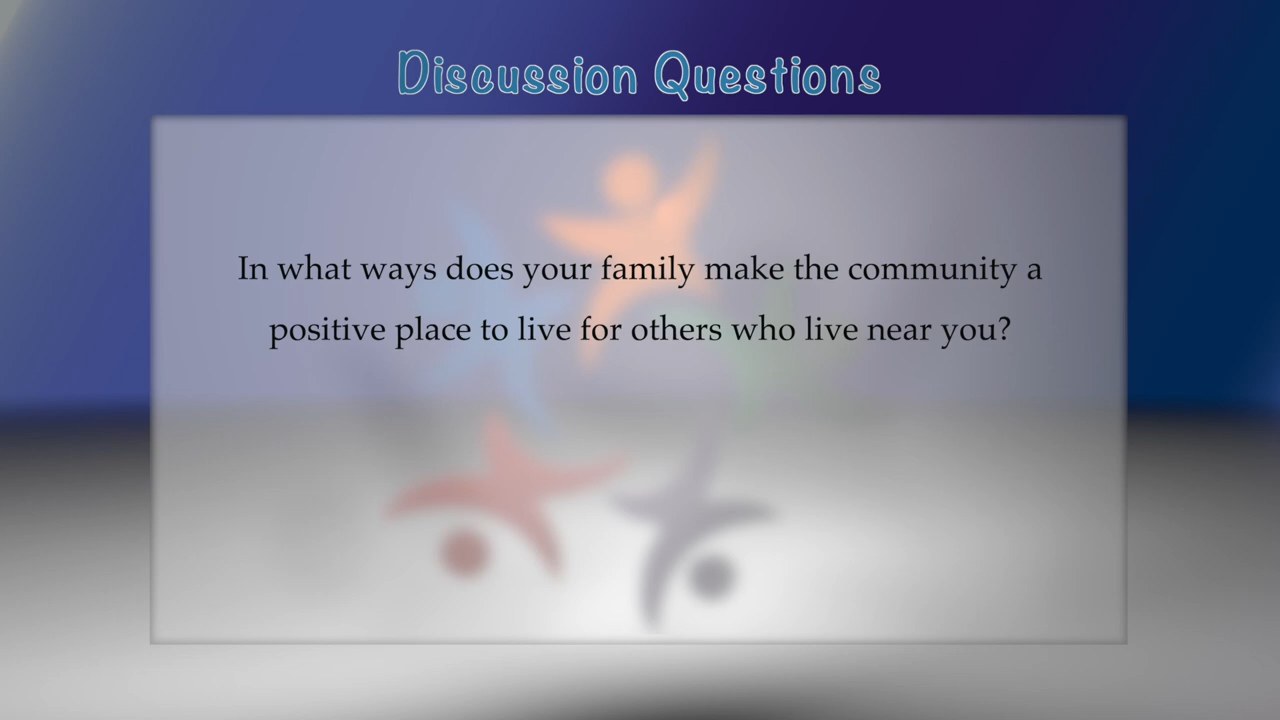 Discussion Questions
In what ways does your family make the community a
positive place to live for others who live near you?